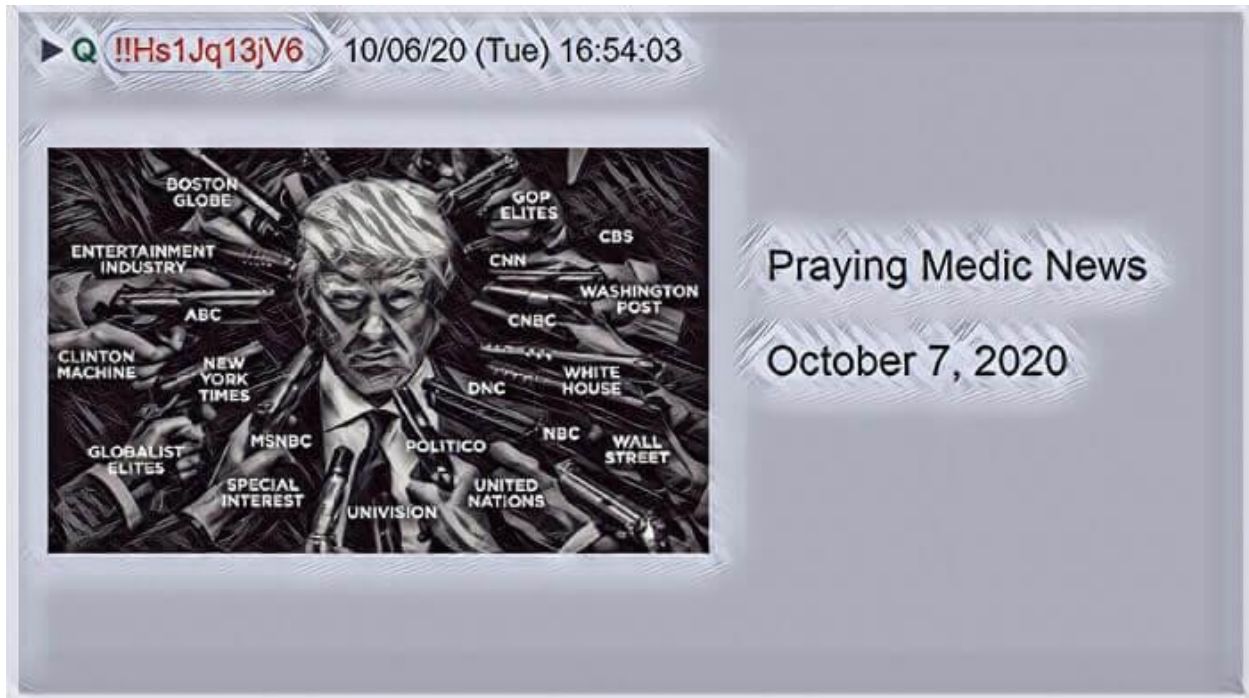 ▶ Q !!Hs1Jq13jV6 10/06/20 (Tue) 16:54:03
BOSTON
GLOBE
ENTERTAINMENT
INDUSTRY
ABC
CLINTON
MACHINE
NEW
YORK
TIMES
MSNBC
GLOBALIST
ELITES
SPECIAL
INTEREST
UNIVISION
GOP
ELITES
CBS
CNN
WASHINGTON
POST
CNBC
WHITE
HOUSE
DNC
NBC
POLITICO
WALL
STREET
UNITED
NATIONS
Praying Medic News
October 7, 2020